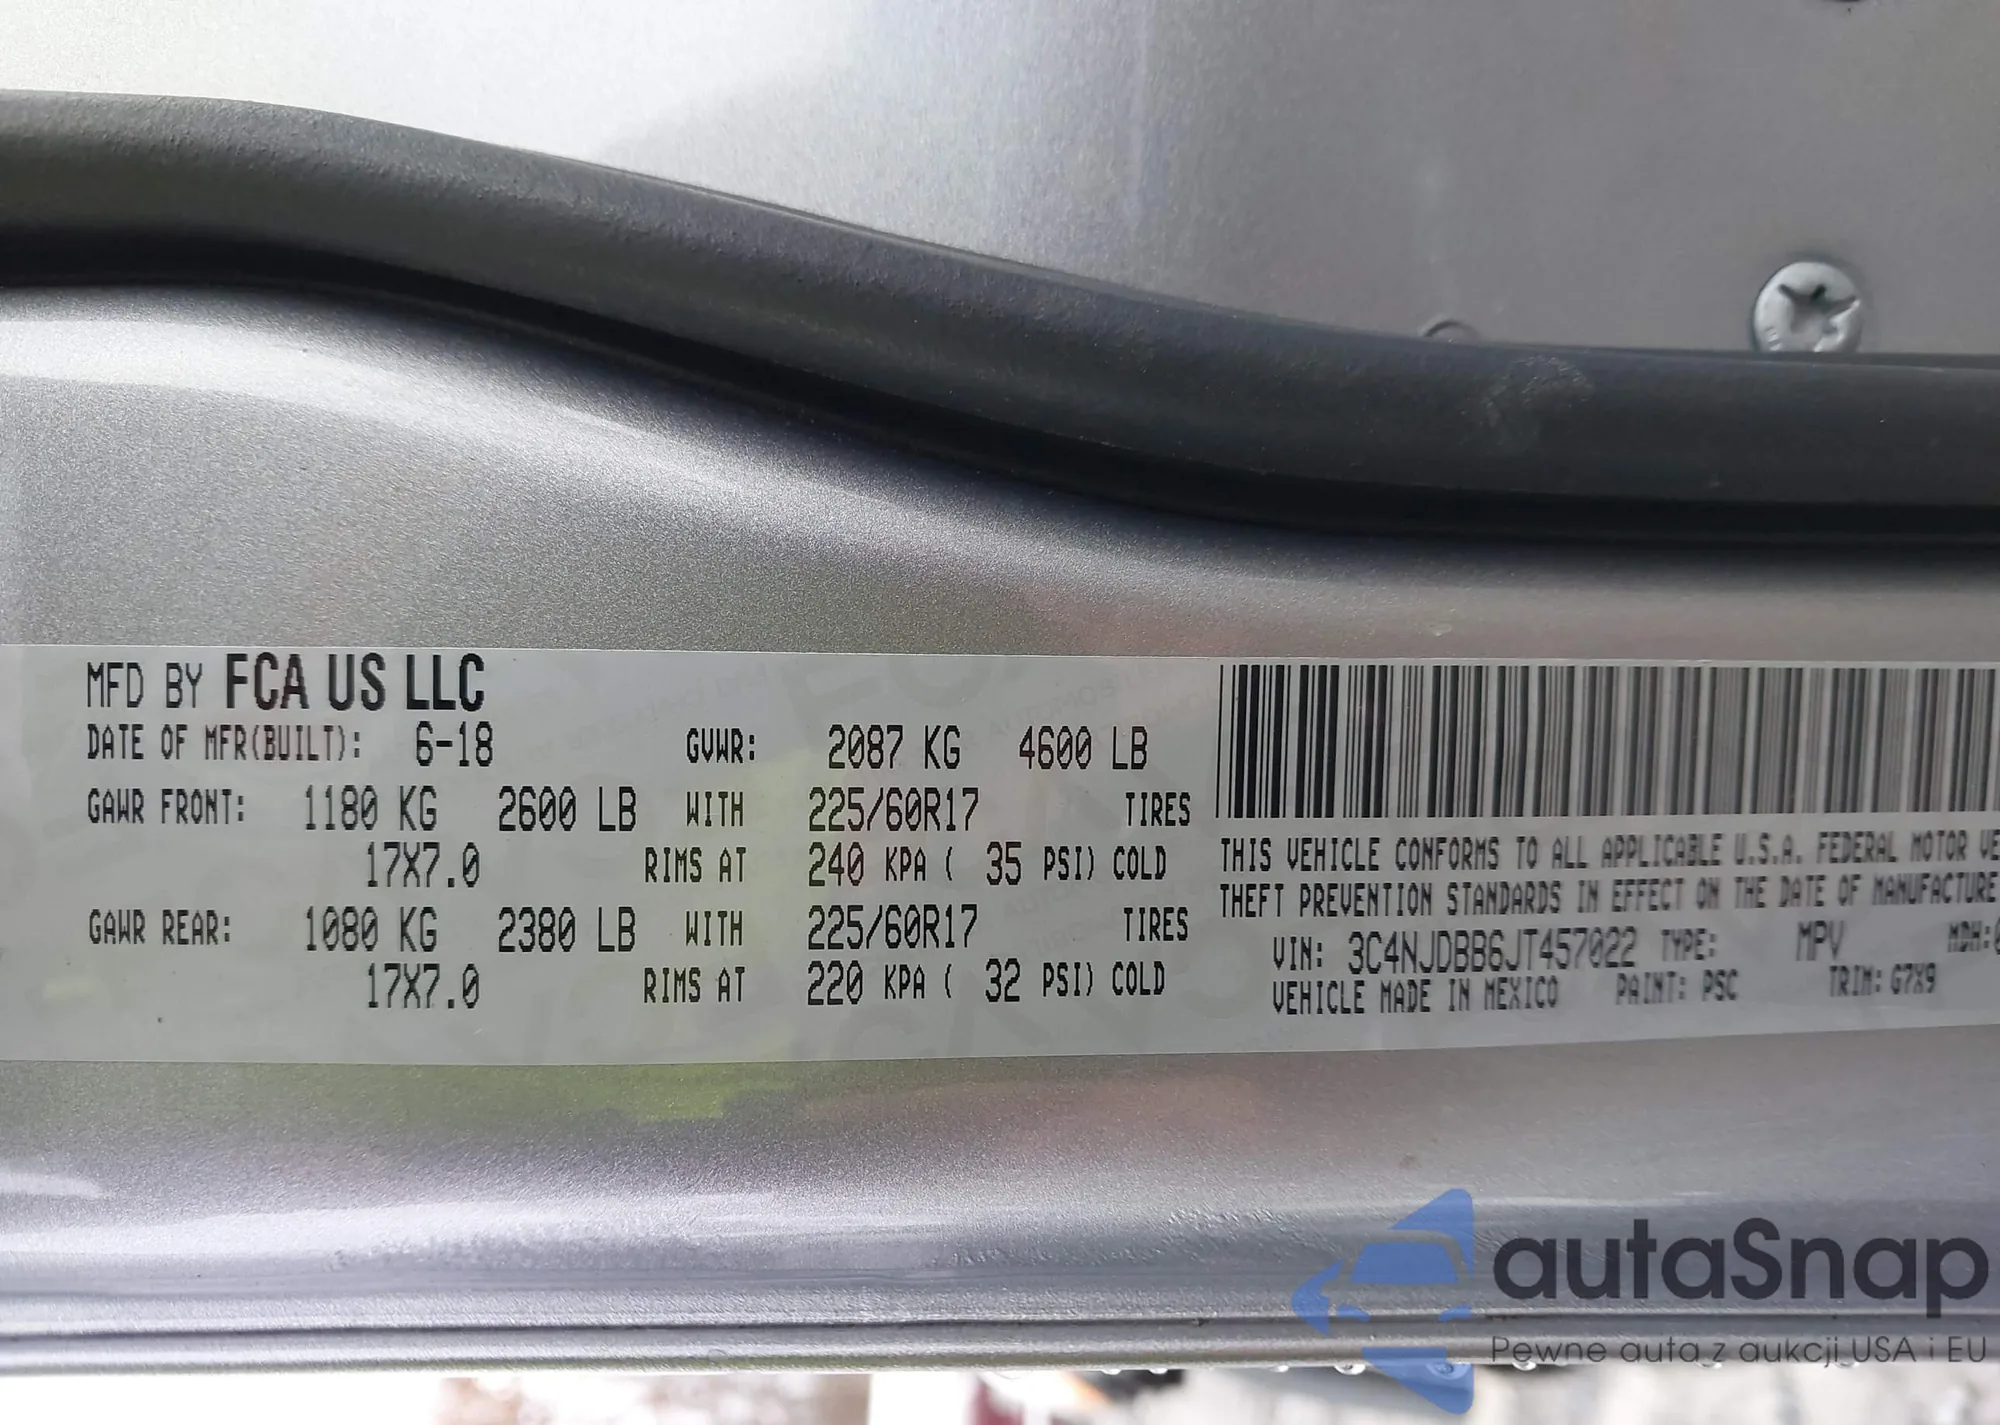 MFD BY FCA US LLC
DATE OF MFR(BUILT): 6-18 GVWR: 2087 KG 4600 LB
GAWR FRONT: 1180 KG 2600 LB WITH 225/60R17 TIRES
17X7.0 RIMS AT 240 KPA ( 35 PSI) COLD
GAWR REAR: 1080 KG 2380 LB WITH 225/60R17 TIRES
17X7.0 RIMS AT 220 KPA ( 32 PSI) COLD
THIS VEHICLE CONFORMS TO ALL APPLICABLE U.S.A. FEDERAL MOTOR VE
THEFT PREVENTION STANDARDS IN EFFECT ON THE DATE OF MANUFACTURE
VIN: 3C4NJDBB6JT457022 TYPE: MPV MDH:
VEHICLE MADE IN MEXICO PAINT: PSC TRIM: G7X9
autaSnap
Pewne auta z aukcji USA i EU